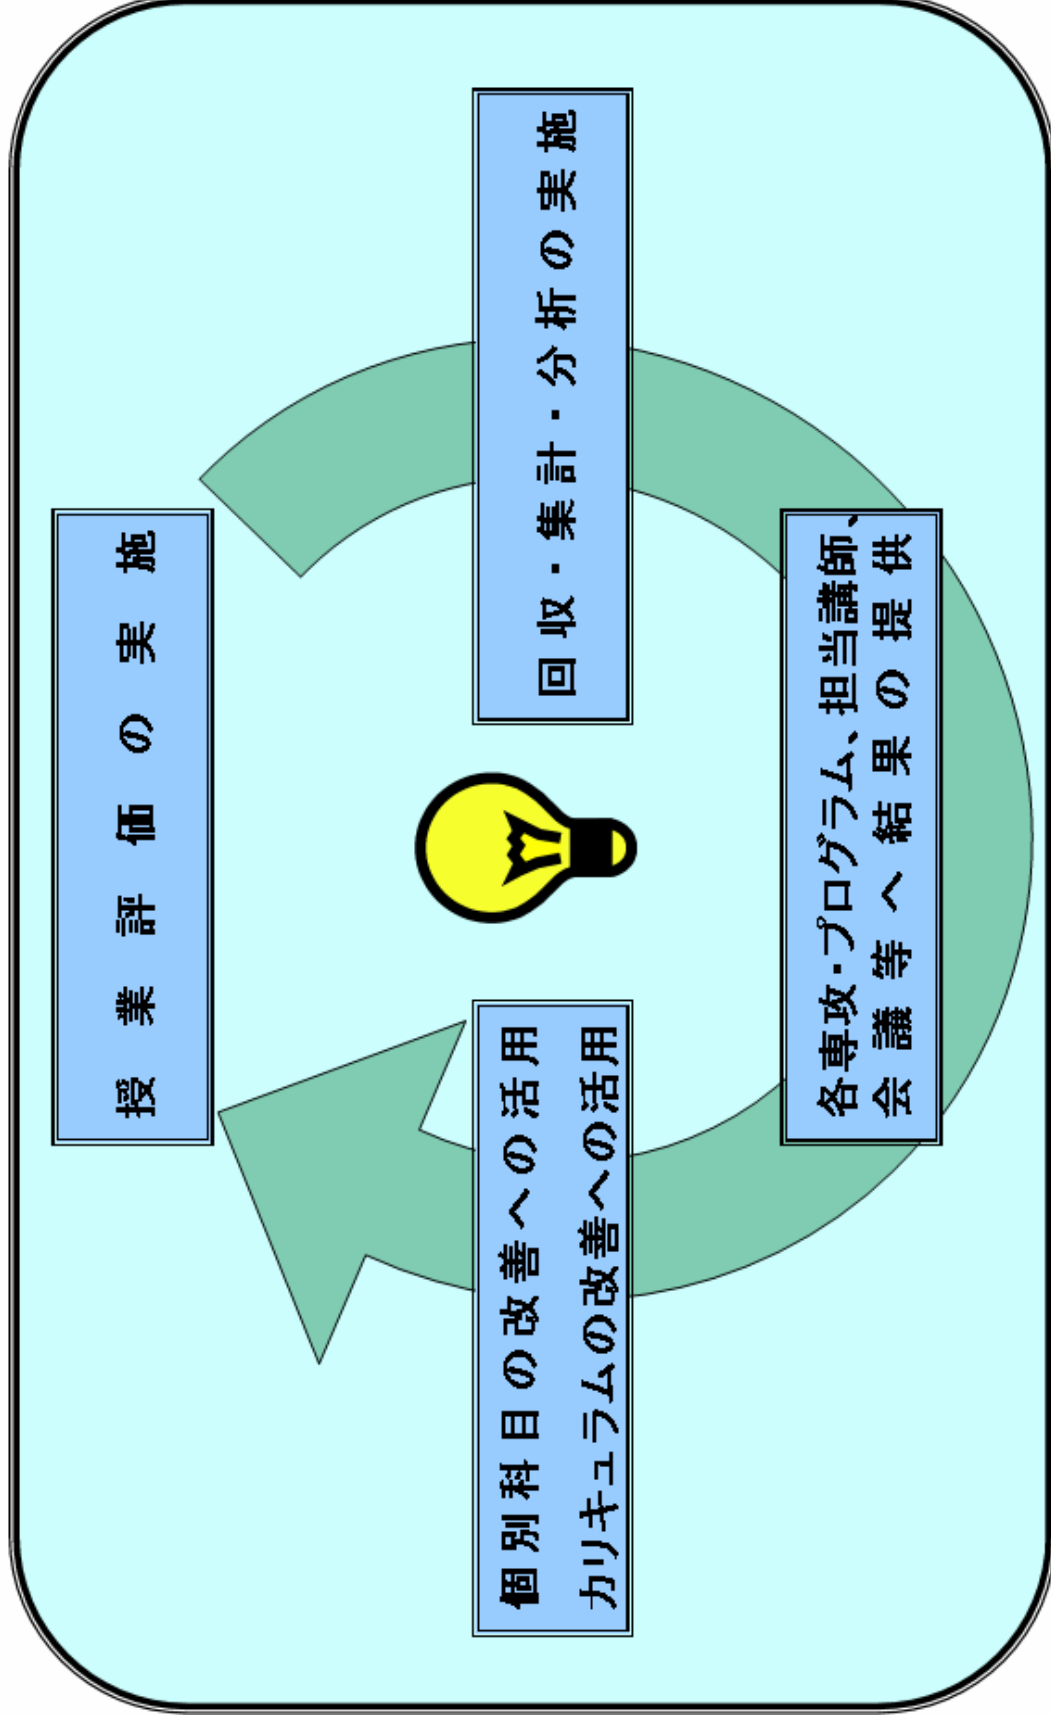 授業評価の実施
回収・集計・分析の実施
各専攻・プログラム、担当講師、
会議等へ結果の提供
個別科目の改善への活用
カリキュラムの改善への活用